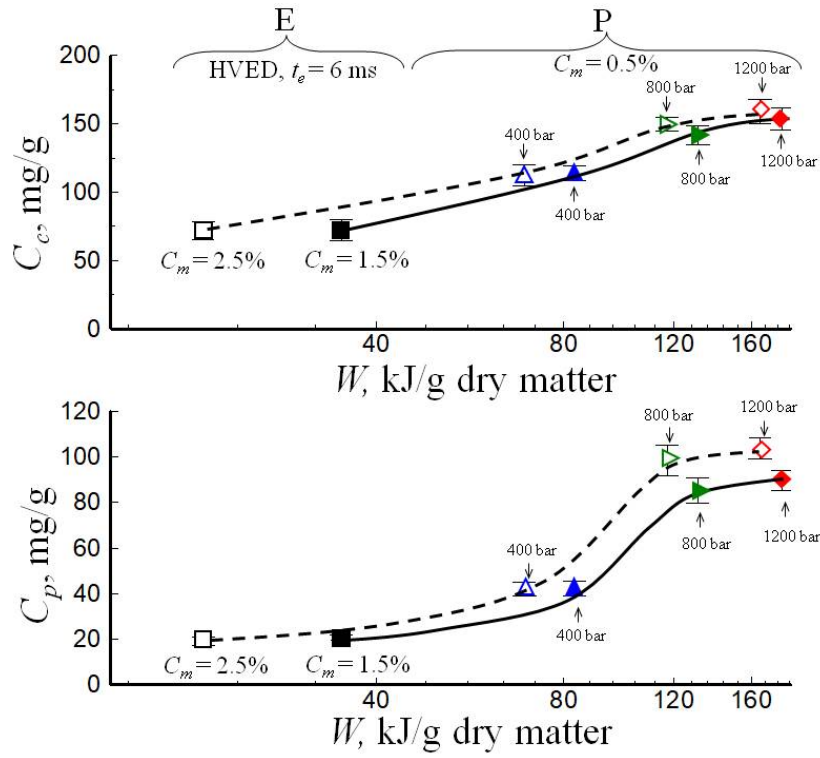 E P
HVED, tₑ = 6 ms Cₘ = 0.5%
200
150
100
50
0
C_c, mg/g
400 bar
400 bar
800 bar
800 bar
1200 bar
1200 bar
Cₘ = 2.5% Cₘ = 1.5%
40 80 120 160
W, kJ/g dry matter
120
100
80
60
40
20
0
Cₚ, mg/g
400 bar
400 bar
800 bar
800 bar
1200 bar
1200 bar
Cₘ = 2.5% Cₘ = 1.5%
40 80 120 160
W, kJ/g dry matter